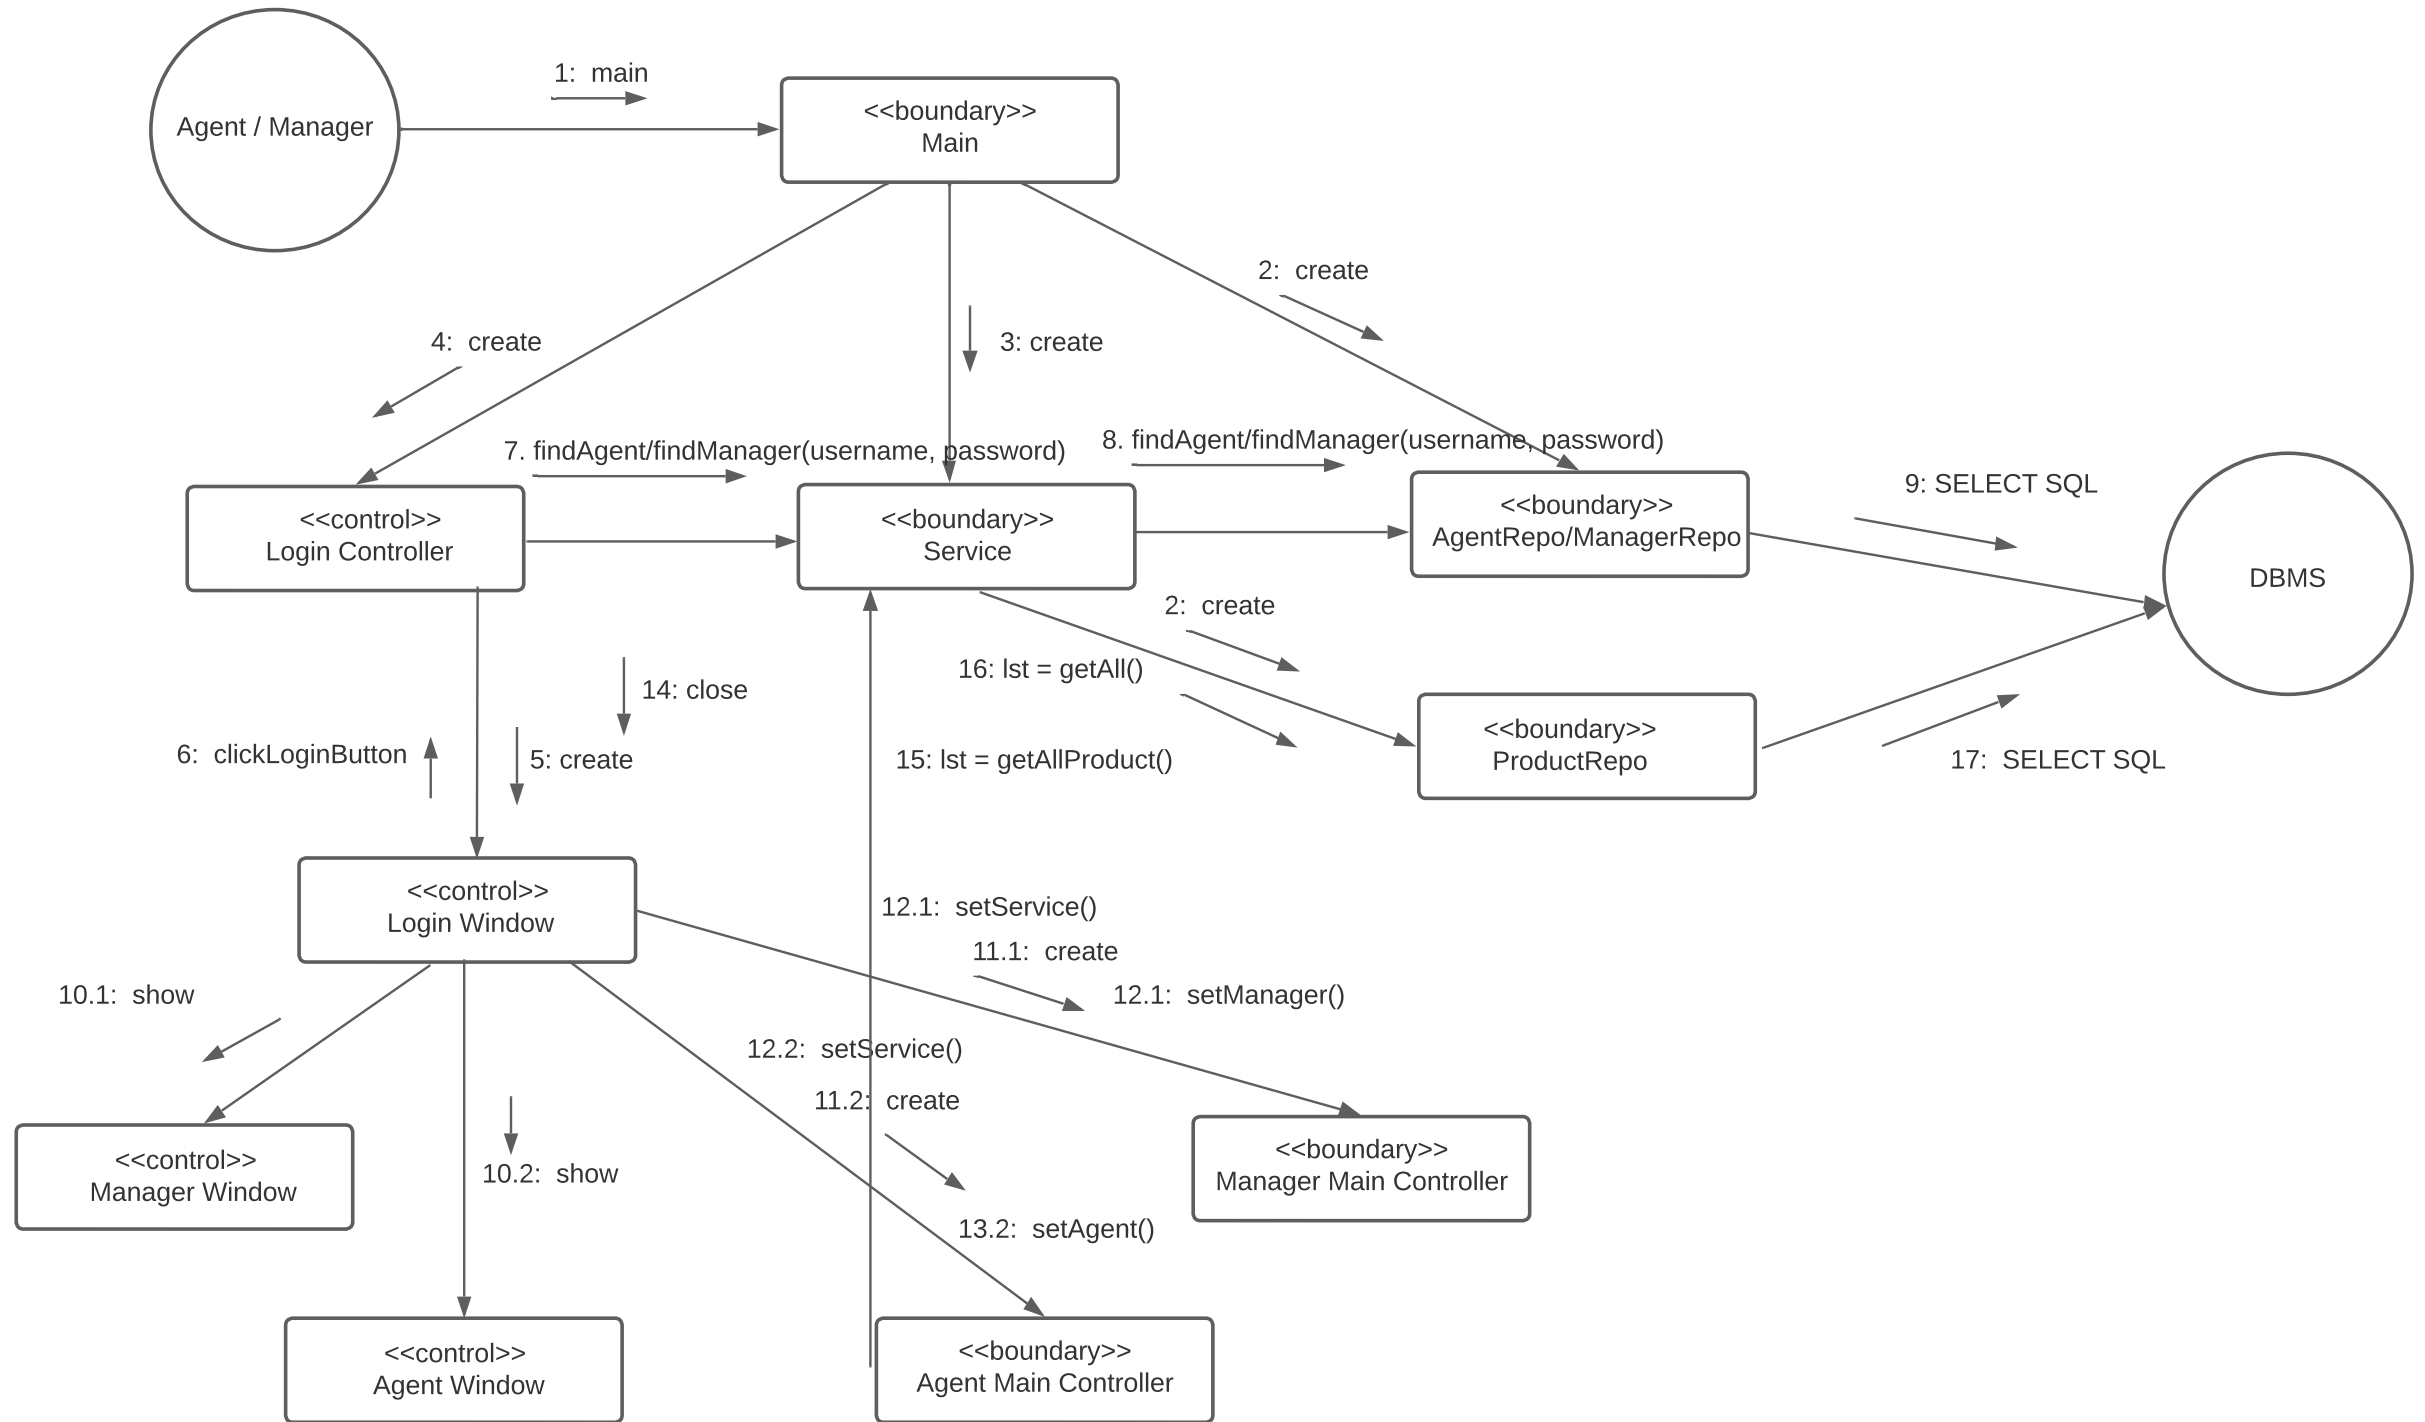 1: main
Agent / Manager
<<boundary>>
Main
2: create
4: create
3: create
7. findAgent/findManager(username, password)
8. findAgent/findManager(username, password)
9: SELECT SQL
<<control>>
Login Controller
<<boundary>>
Service
<<boundary>>
AgentRepo/ManagerRepo
DBMS
2: create
16: lst = getAll()
14: close
6: clickLoginButton
5: create
15: lst = getAllProduct()
<<boundary>>
ProductRepo
17: SELECT SQL
<<control>>
Login Window
12.1: setService()
11.1: create
12.1: setManager()
10.1: show
12.2: setService()
11.2: create
<<control>>
Manager Window
10.2: show
<<boundary>>
Manager Main Controller
13.2: setAgent()
<<control>>
Agent Window
<<boundary>>
Agent Main Controller